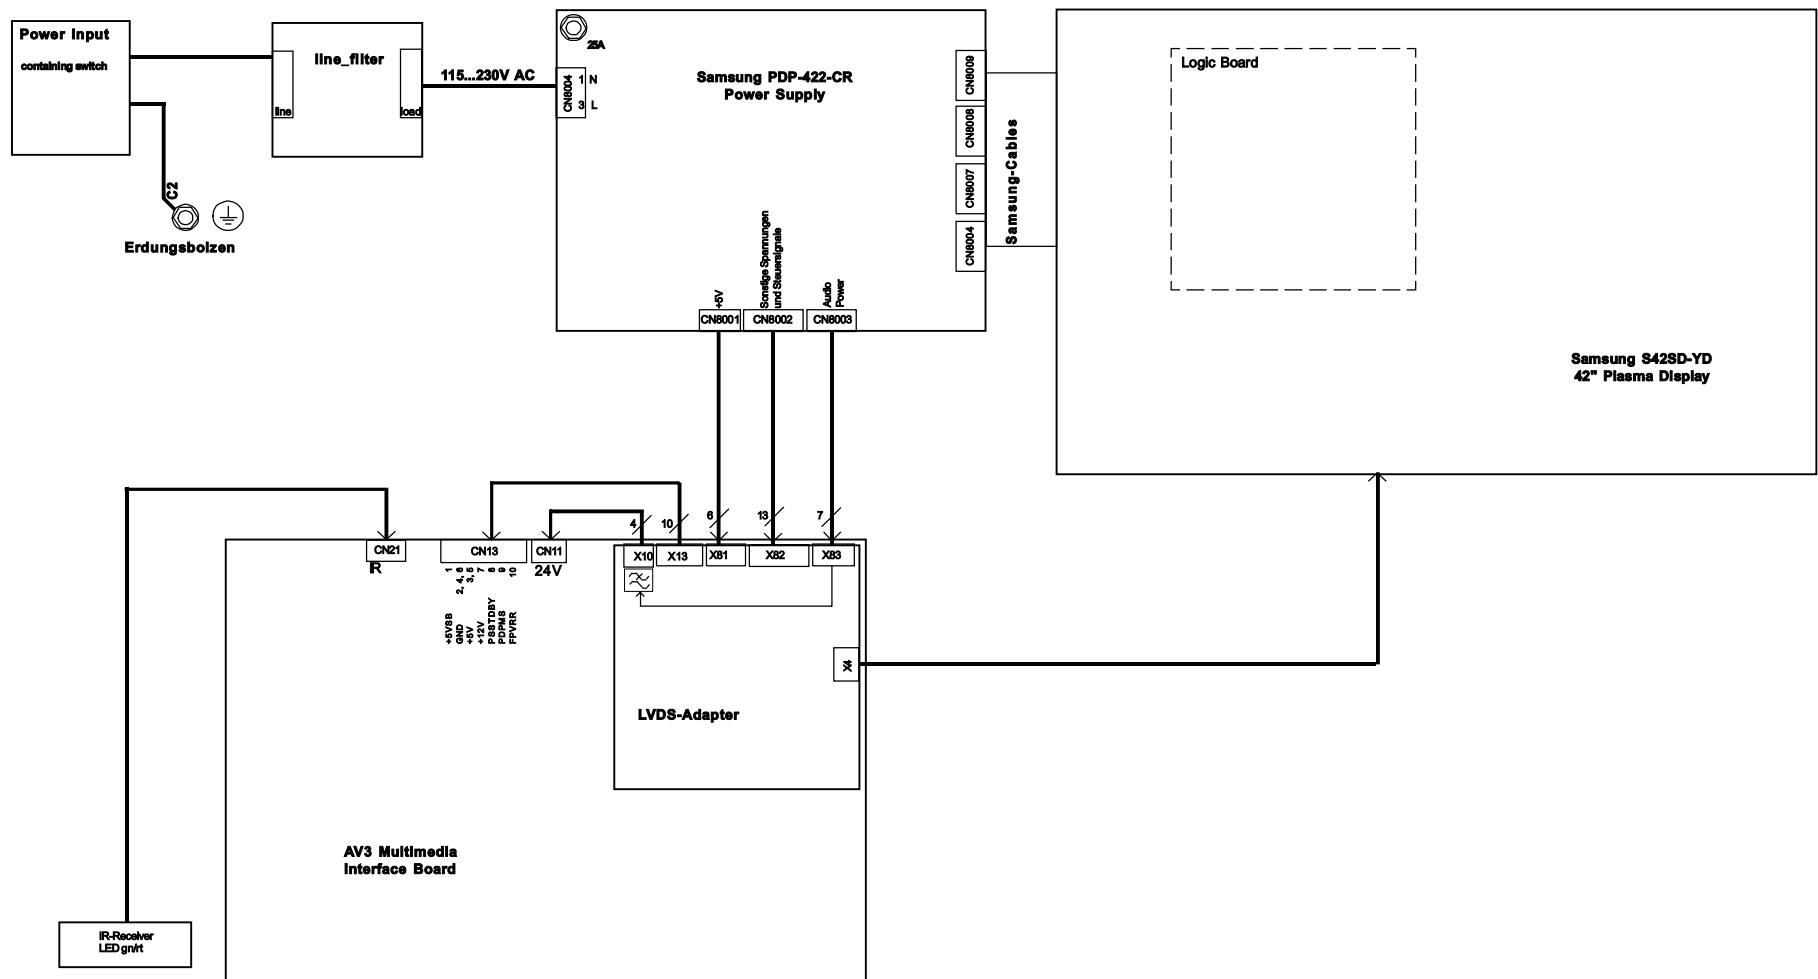 Power Input
containing switch
line_filter
line
load
C2
Erdungsbolzen
115...230V AC
25A
CN8004
1 N
3 L
Samsung PDP-422-CR
Power Supply
CN8009
CN8008
CN8007
CN8004
Samsung-Cables
+5V
Sonstige Spannungen
und Steuersignale
Audio
Power
CN8001
CN8002
CN8003
Logic Board
Samsung S42SD-YD
42" Plasma Display
4
10
6
13
7
CN21
IR
CN13
CN11
24V
1
2, 4, 6
3, 5
7
8
9
10
+5VSB
GND
+5V
+12V
PSSTDBY
PDPMS
FPVRR
X10
X13
X81
X82
X83
X4
LVDS-Adapter
AV3 Multimedia
Interface Board
IR-Receiver
LED gn/rt